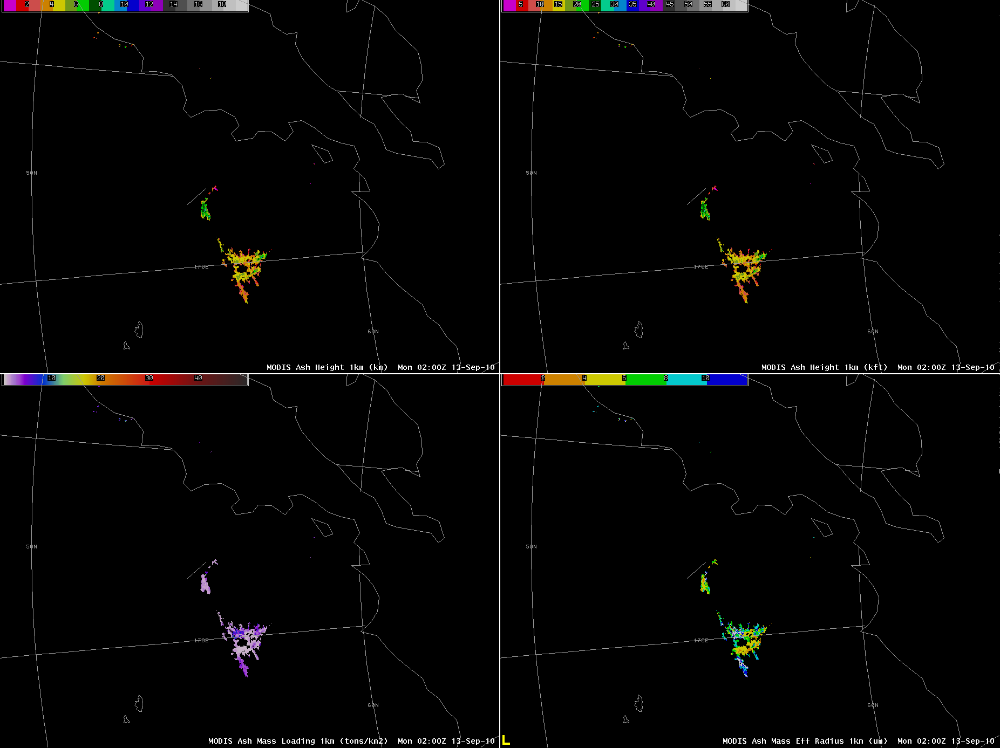 2 4 6 8 10 12 14 16 18
5 10 15 20 25 30 35 40 45 50 55 60
50N
50N
170E
170E
60N
60N
MODIS Ash Height 1km (km) Mon 02:00Z 13-Sep-10
MODIS Ash Height 1km (kft) Mon 02:00Z 13-Sep-10
10 20 30 40
2 4 6 8 10
50N
50N
170E
170E
60N
60N
MODIS Ash Mass Loading 1km (tons/km2) Mon 02:00Z 13-Sep-10
L
MODIS Ash Mass Eff Radius 1km (um) Mon 02:00Z 13-Sep-10